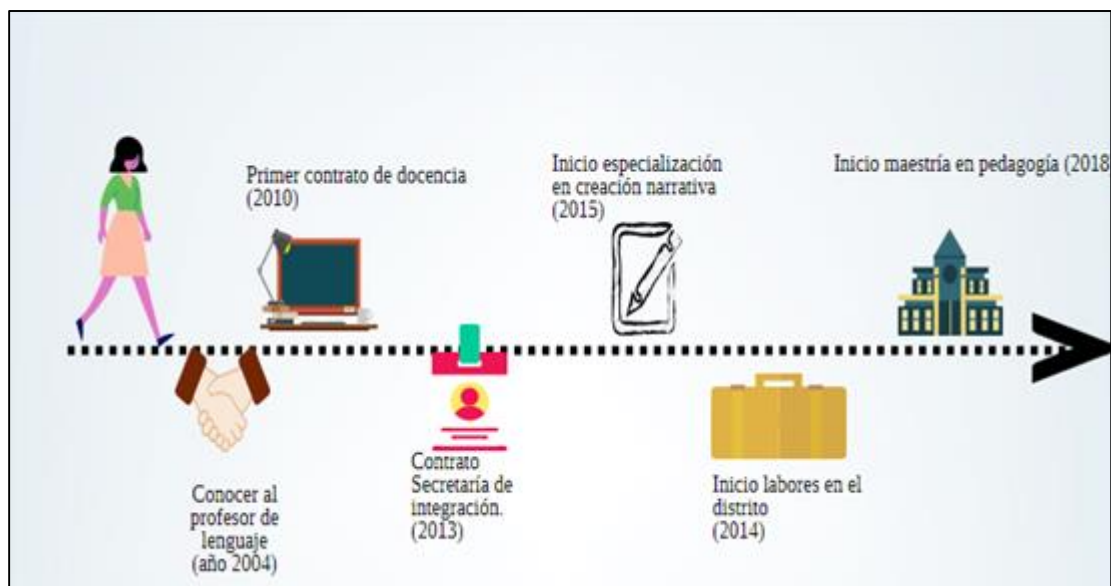 Primer contrato de docencia
(2010)
Inicio especialización
en creación narrativa
(2015)
Inicio maestría en pedagogía (2018
Conocer al
profesor de
lenguaje
(año 2004)
Contrato
Secretaría de
integración.
(2013)
Inicio labores en el
distrito
(2014)